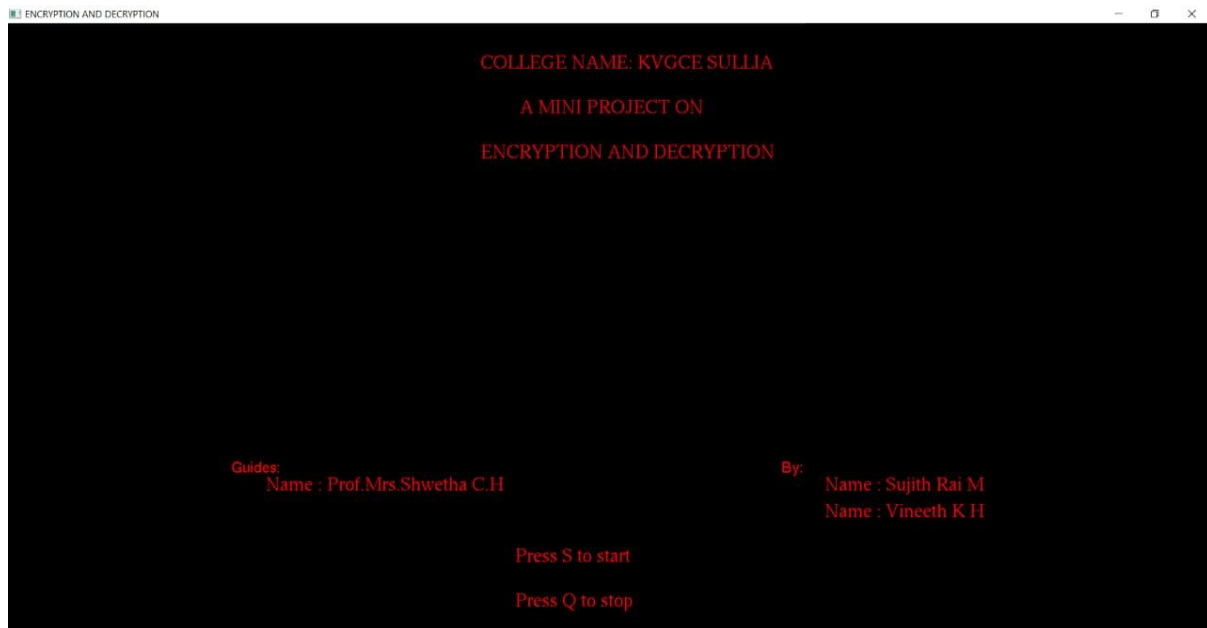 ENCRYPTION AND DECRYPTION
COLLEGE NAME: KVGCE SULLIA
A MINI PROJECT ON
ENCRYPTION AND DECRYPTION
Guides:
Name : Prof.Mrs.Shwetha C.H
By:
Name : Sujith Rai M
Name : Vineeth K H
Press S to start
Press Q to stop